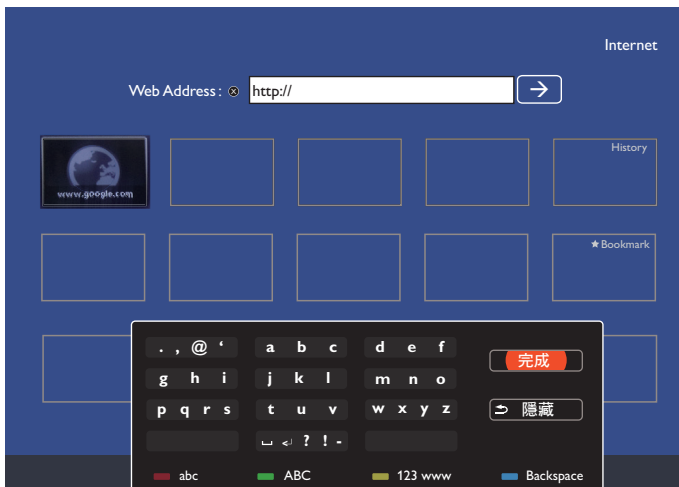 Internet
Web Address : ⊗ http:// →
www.google.com
History
★Bookmark
. , @ ‘ a b c d e f
完成
g h i j k l m n o
p q r s t u v w x y z
隱藏
␣ ↵ ? ! -
abc ABC 123 www Backspace